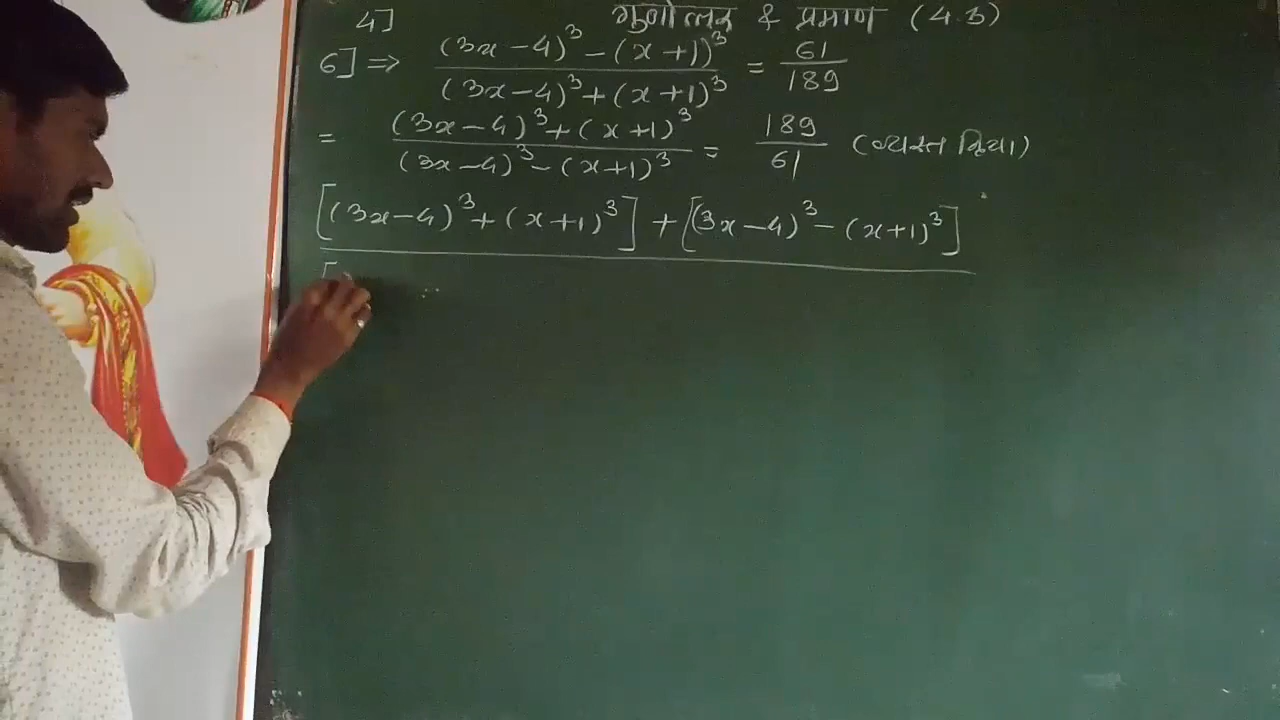 4] गुणोत्तर & प्रमाण (4.3)
6] ⇒ ((3x-4)³-(x+1)³)/((3x-4)³+(x+1)³) = 61/189
= ((3x-4)³+(x+1)³)/((3x-4)³-(x+1)³) = 189/61 (व्यस्त क्रिया)
[(3x-4)³+(x+1)³] + [(3x-4)³-(x+1)³]
[